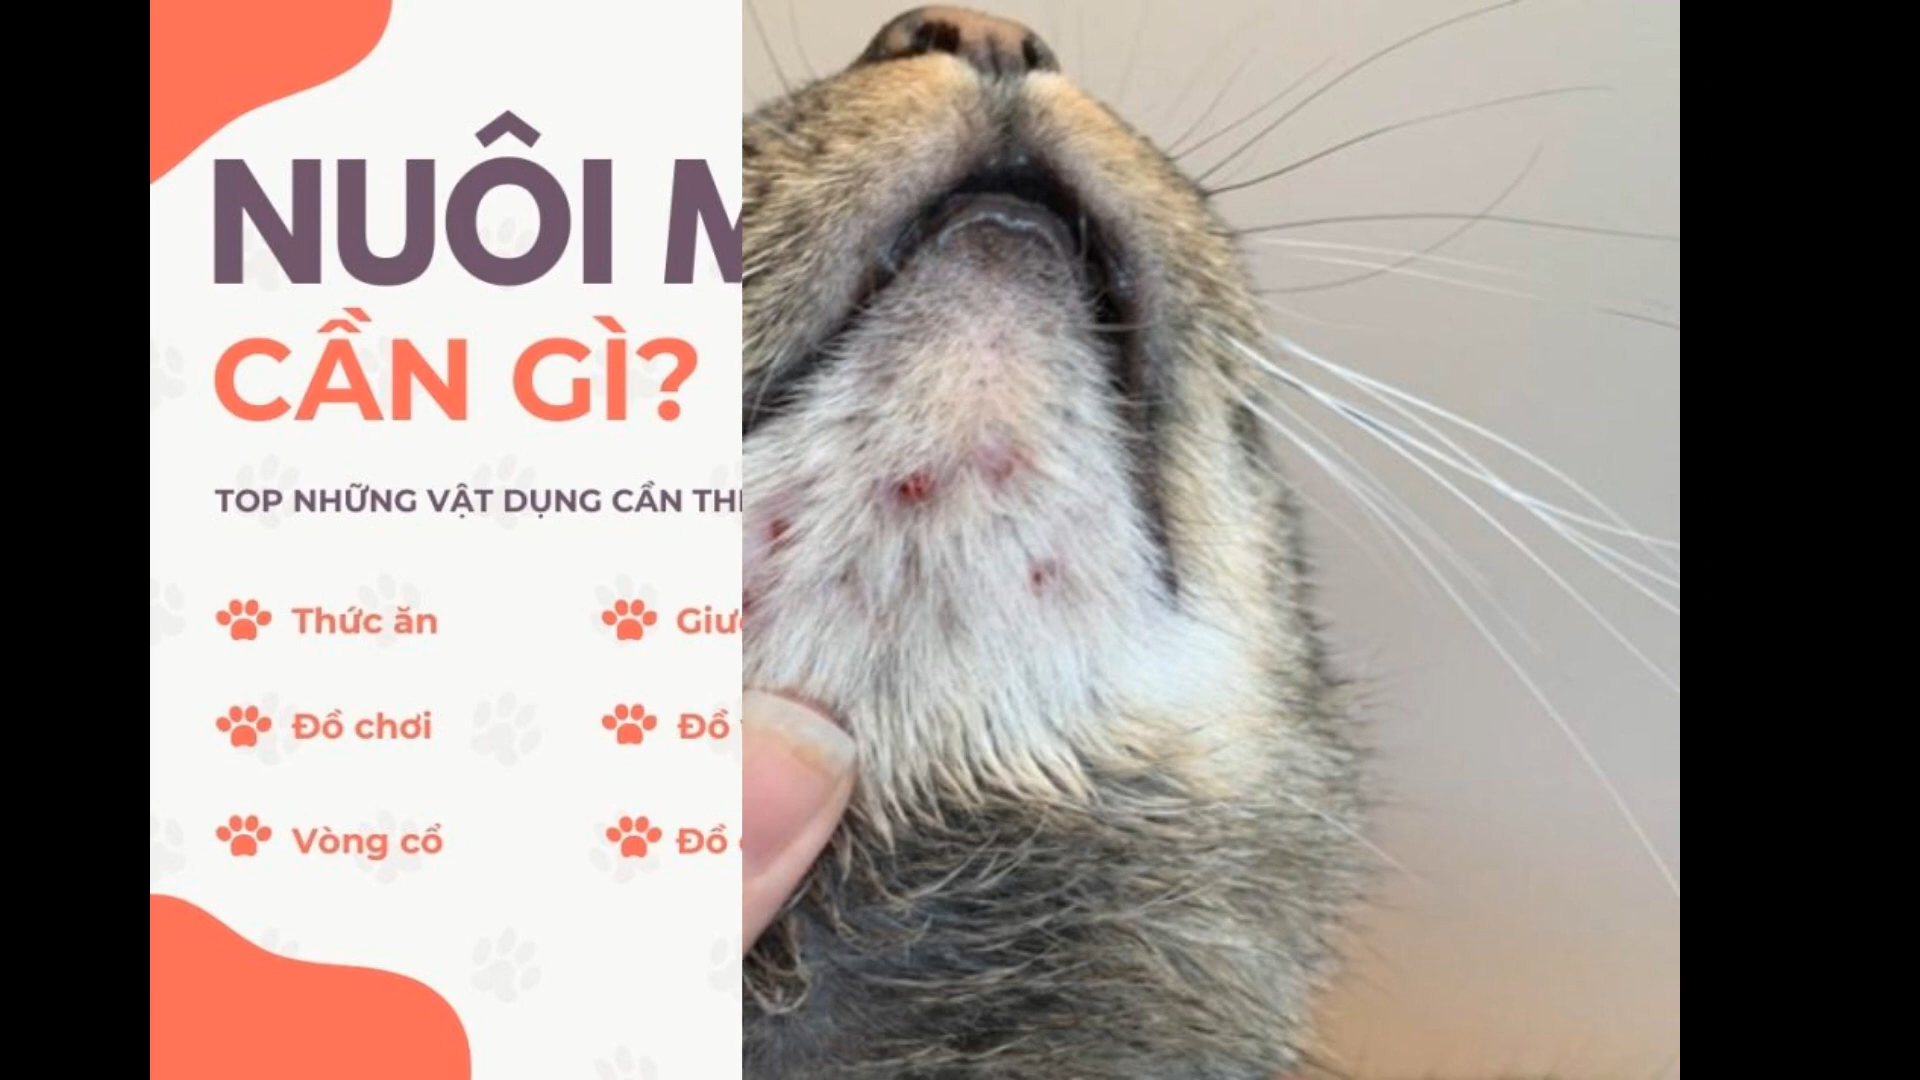 NUÔI
CẦN GÌ?
TOP NHỮNG VẬT DỤNG CẦN
Thức ăn
Đồ chơi
Đồ
Vòng cổ
Đồ